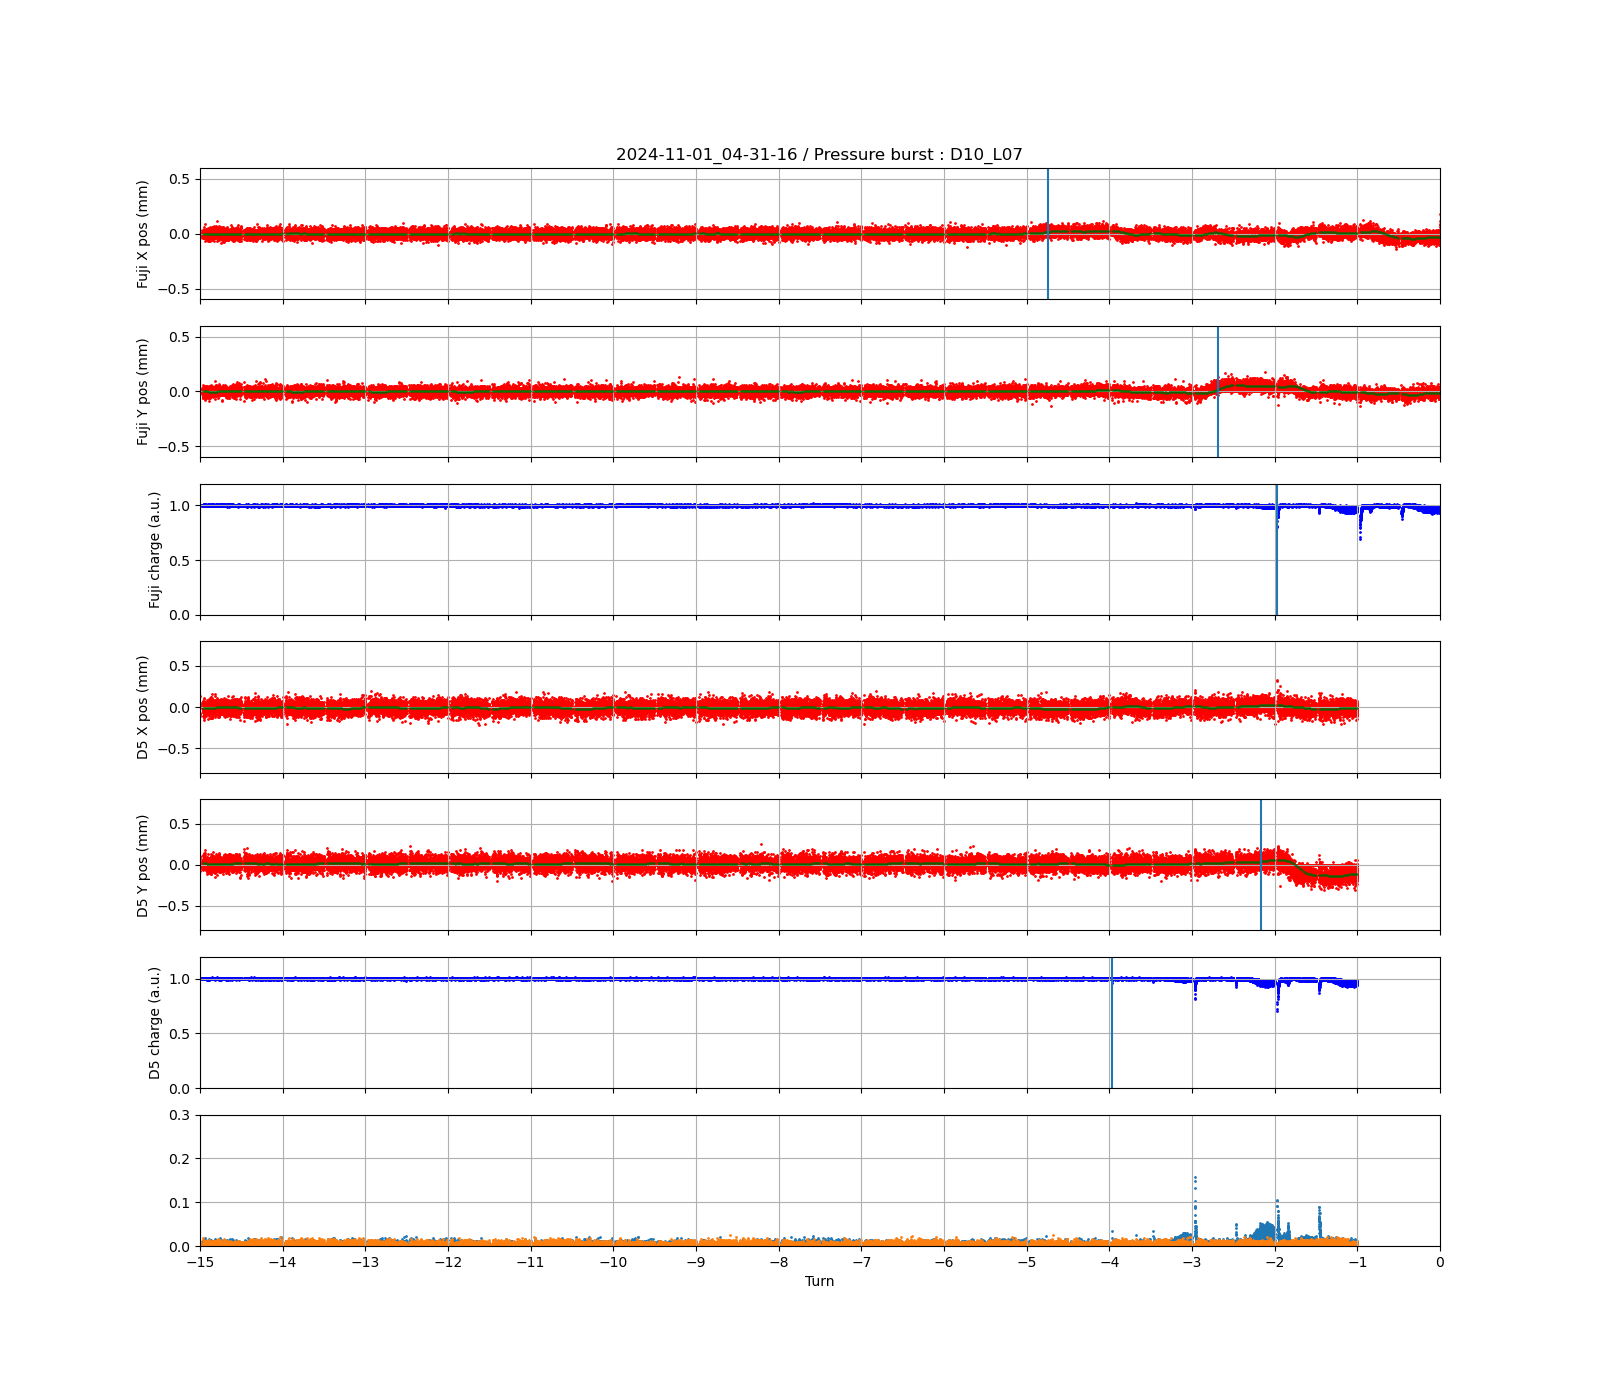 2024-11-01_04-31-16 / Pressure burst : D10_L07
Fuji X pos (mm)
0.5
0.0
−0.5
Fuji Y pos (mm)
0.5
0.0
−0.5
Fuji charge (a.u.)
1.0
0.5
0.0
D5 X pos (mm)
0.5
0.0
−0.5
D5 Y pos (mm)
0.5
0.0
−0.5
D5 charge (a.u.)
1.0
0.5
0.0
0.3
0.2
0.1
0.0
−15 −14 −13 −12 −11 −10 −9 −8 −7 −6 −5 −4 −3 −2 −1 0
Turn